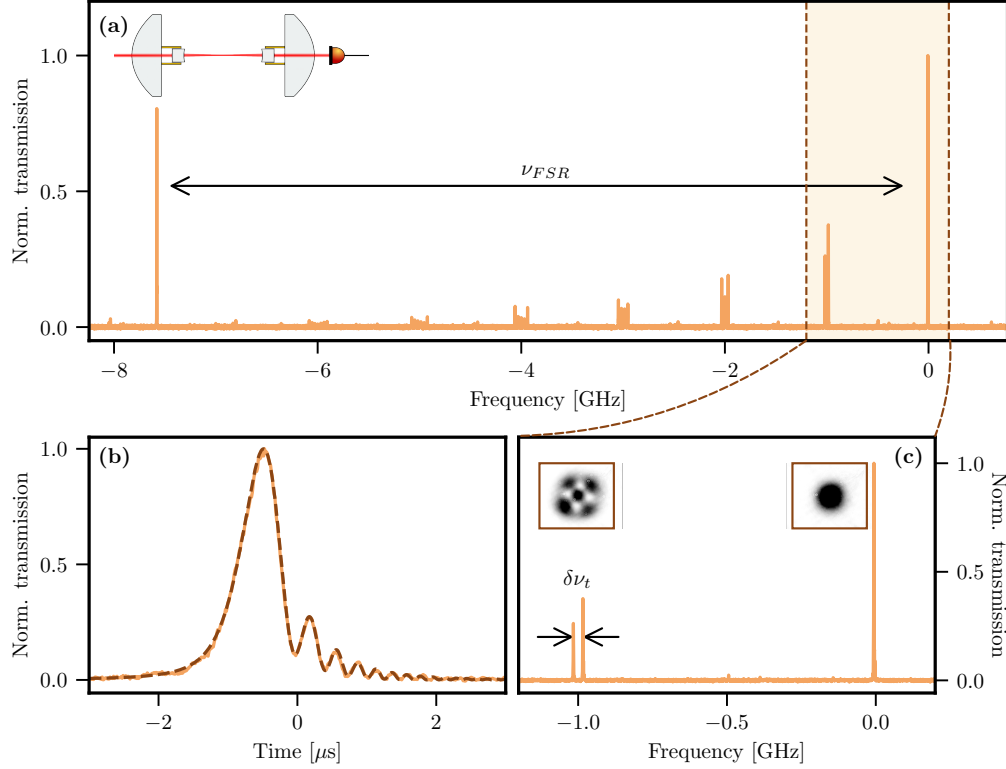 (a)
Norm. transmission
1.0
0.5
0.0
ν_FSR
−8 −6 −4 −2 0
Frequency [GHz]
(b)
Norm. transmission
1.0
0.5
0.0
−2 0 2
Time [μs]
(c)
δν_t
1.0
0.5
0.0
Norm. transmission
−1.0 −0.5 0.0
Frequency [GHz]